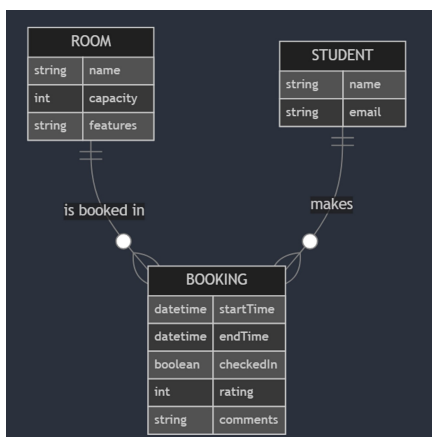 ROOM
string name
int capacity
string features
STUDENT
string name
string email
is booked in
makes
BOOKING
datetime startTime
datetime endTime
boolean checkedIn
int rating
string comments